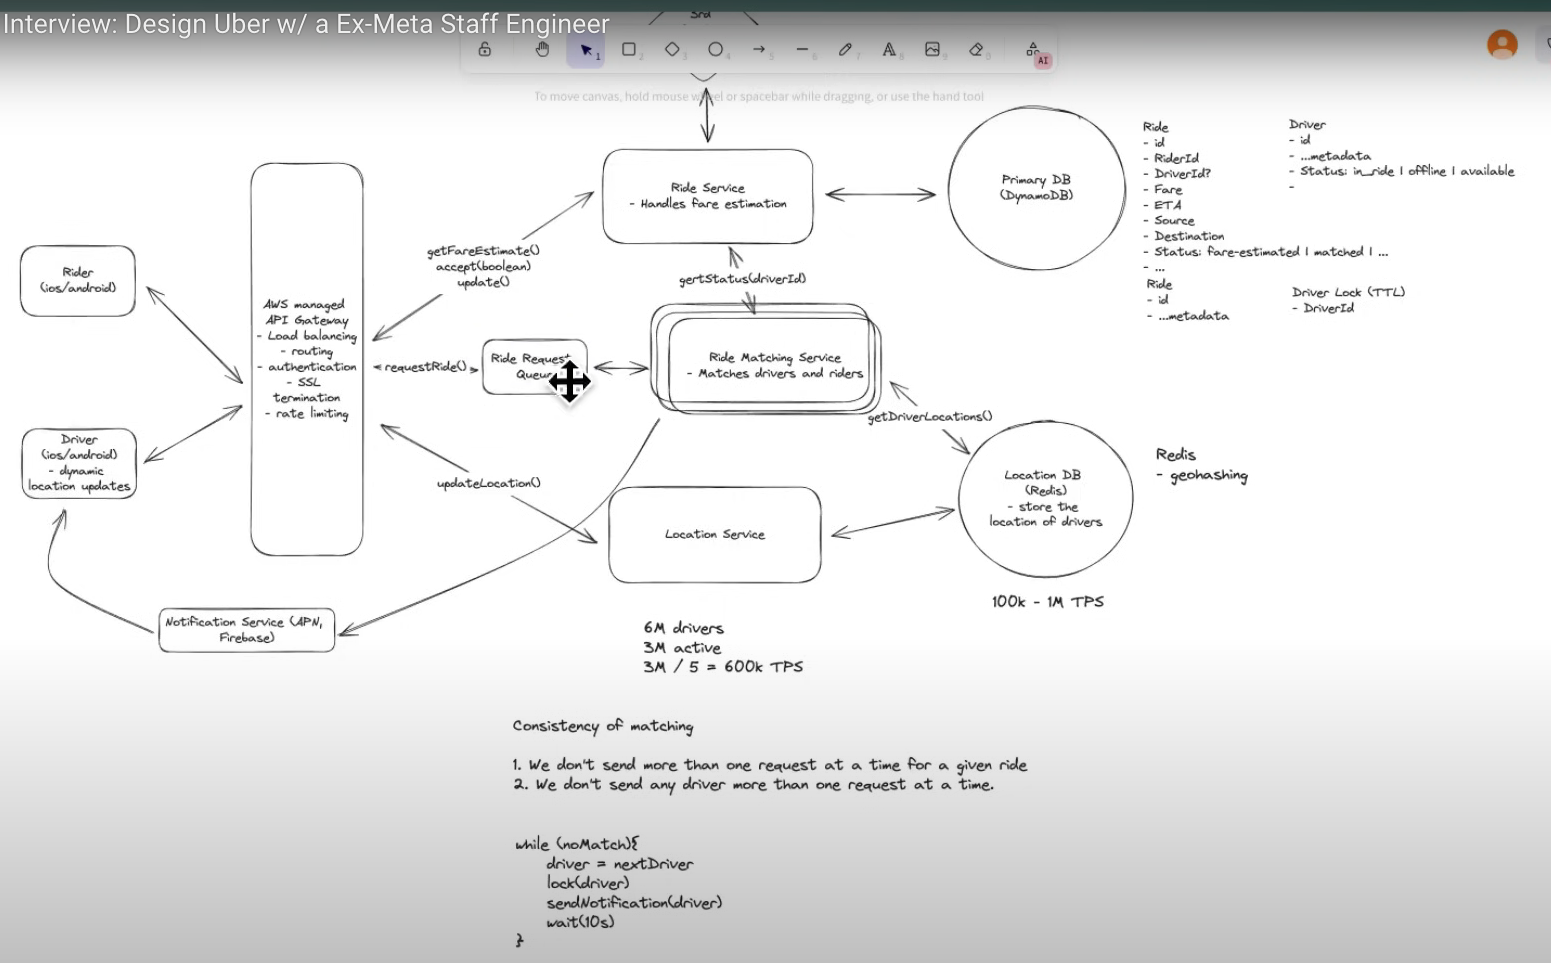 Interview: Design Uber w/ a Ex-Meta Staff Engineer
3rd
1
2
3
4
5
6
7
8
9
0
AI
To move canvas, hold mouse wheel or spacebar while dragging, or use the hand tool
Ride Service
- Handles fare estimation
Primary DB
(DynamoDB)
Ride
- id
- RiderId
- DriverId?
- Fare
- ETA
- Source
- Destination
- Status: fare-estimated | matched | ...
- ...
Ride
- id
- ...metadata
Driver
- id
- ...metadata
- Status: in_ride | offline | available
-
Driver Lock (TTL)
- DriverId
Rider
(ios/android)
AWS managed
API Gateway
- Load balancing
- routing
- authentication
- SSL
termination
- rate limiting
getFareEstimate()
accept(boolean)
update()
gertStatus(driverId)
requestRide()
Ride Request
Ride Matching Service
- Matches drivers and riders
getDriverLocations()
Driver
(ios/android)
- dynamic
location updates
updateLocation()
Location Service
Location DB
(Redis)
- store the
location of drivers
Redis
- geohashing
100k - 1M TPS
Notification Service (APN,
Firebase)
6M drivers
3M active
3M / 5 = 600k TPS
Consistency of matching
1. We don't send more than one request at a time for a given ride
2. We don't send any driver more than one request at a time.
while (noMatch){
driver = nextDriver
lock(driver)
sendNotification(driver)
wait(10s)
}